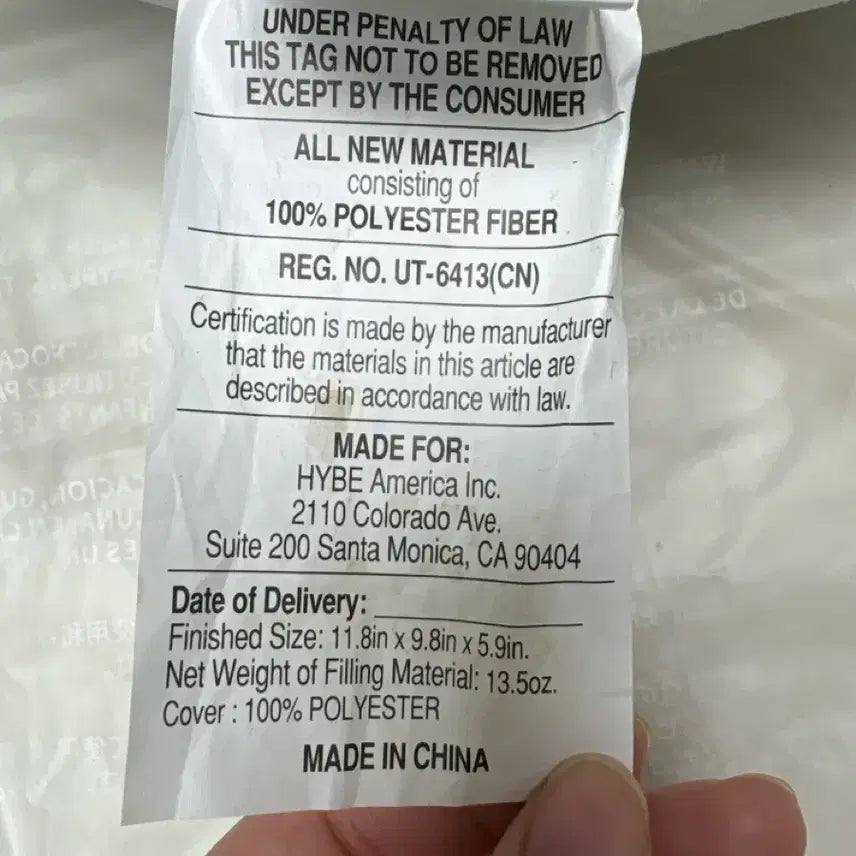 UNDER PENALTY OF LAW
THIS TAG NOT TO BE REMOVED
EXCEPT BY THE CONSUMER
ALL NEW MATERIAL
consisting of
100% POLYESTER FIBER
REG. NO. UT-6413(CN)
Certification is made by the manufacturer
that the materials in this article are
described in accordance with law.
MADE FOR:
HYBE America Inc.
2110 Colorado Ave.
Suite 200 Santa Monica, CA 90404
Date of Delivery:
Finished Size: 11.8in x 9.8in x 5.9in.
Net Weight of Filling Material: 13.5oz.
Cover : 100% POLYESTER
MADE IN CHINA